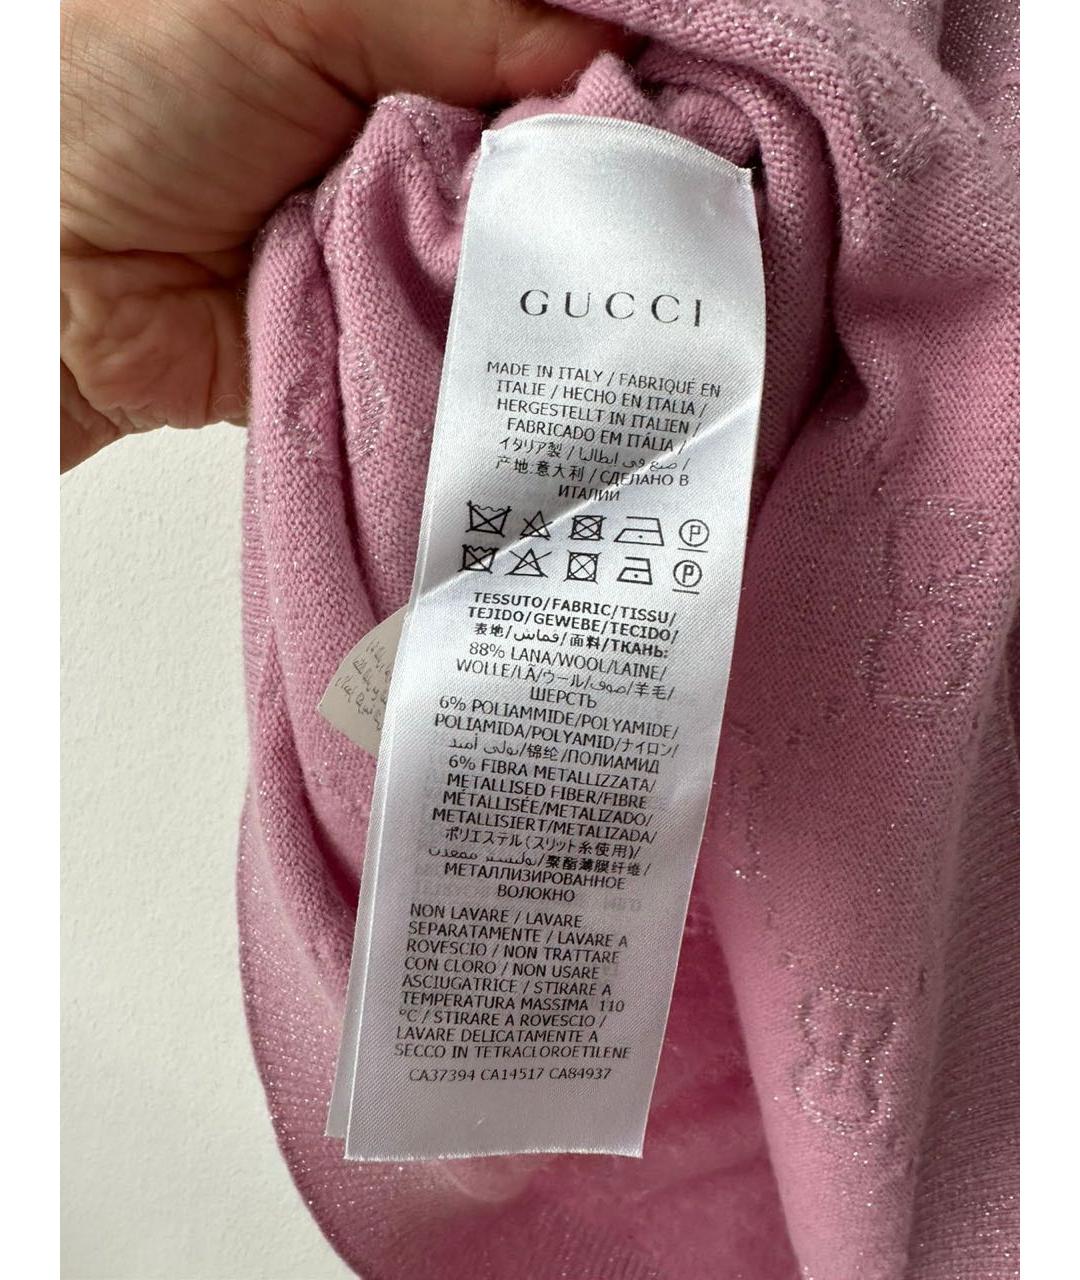 GUCCI
MADE IN ITALY / FABRIQUÉ EN
ITALIE / HECHO EN ITALIA /
HERGESTELLT IN ITALIEN /
FABRICADO EM ITÁLIA /
イタリア製 / صنع في ايطاليا /
产地:意大利 / СДЕЛАНО В
ИТАЛИИ
P
P
TESSUTO/FABRIC/TISSU/
TEJIDO/GEWEBE/TECIDO/
表地/قماش/面料/ТКАНЬ:
88% LANA/WOOL/LAINE/
WOLLE/LÃ/ウール/صوف/羊毛/
ШЕРСТЬ
6% POLIAMMIDE/POLYAMIDE/
POLIAMIDA/POLYAMID/ナイロン/
بولي أميد/锦纶/ПОЛИАМИД
6% FIBRA METALLIZZATA/
METALLISED FIBER/FIBRE
MÉTALLISÉE/METALIZADO/
METALLISIERT/METALIZADA/
ポリエステル(スリット糸使用)/
بوليستر ممعدن/聚酯薄膜纤维/
МЕТАЛЛИЗИРОВАННОЕ
ВОЛОКНО
NON LAVARE / LAVARE
SEPARATAMENTE / LAVARE A
ROVESCIO / NON TRATTARE
CON CLORO / NON USARE
ASCIUGATRICE / STIRARE A
TEMPERATURA MASSIMA 110
°C / STIRARE A ROVESCIO /
LAVARE DELICATAMENTE A
SECCO IN TETRACLOROETILENE
CA37394 CA14517 CA84937